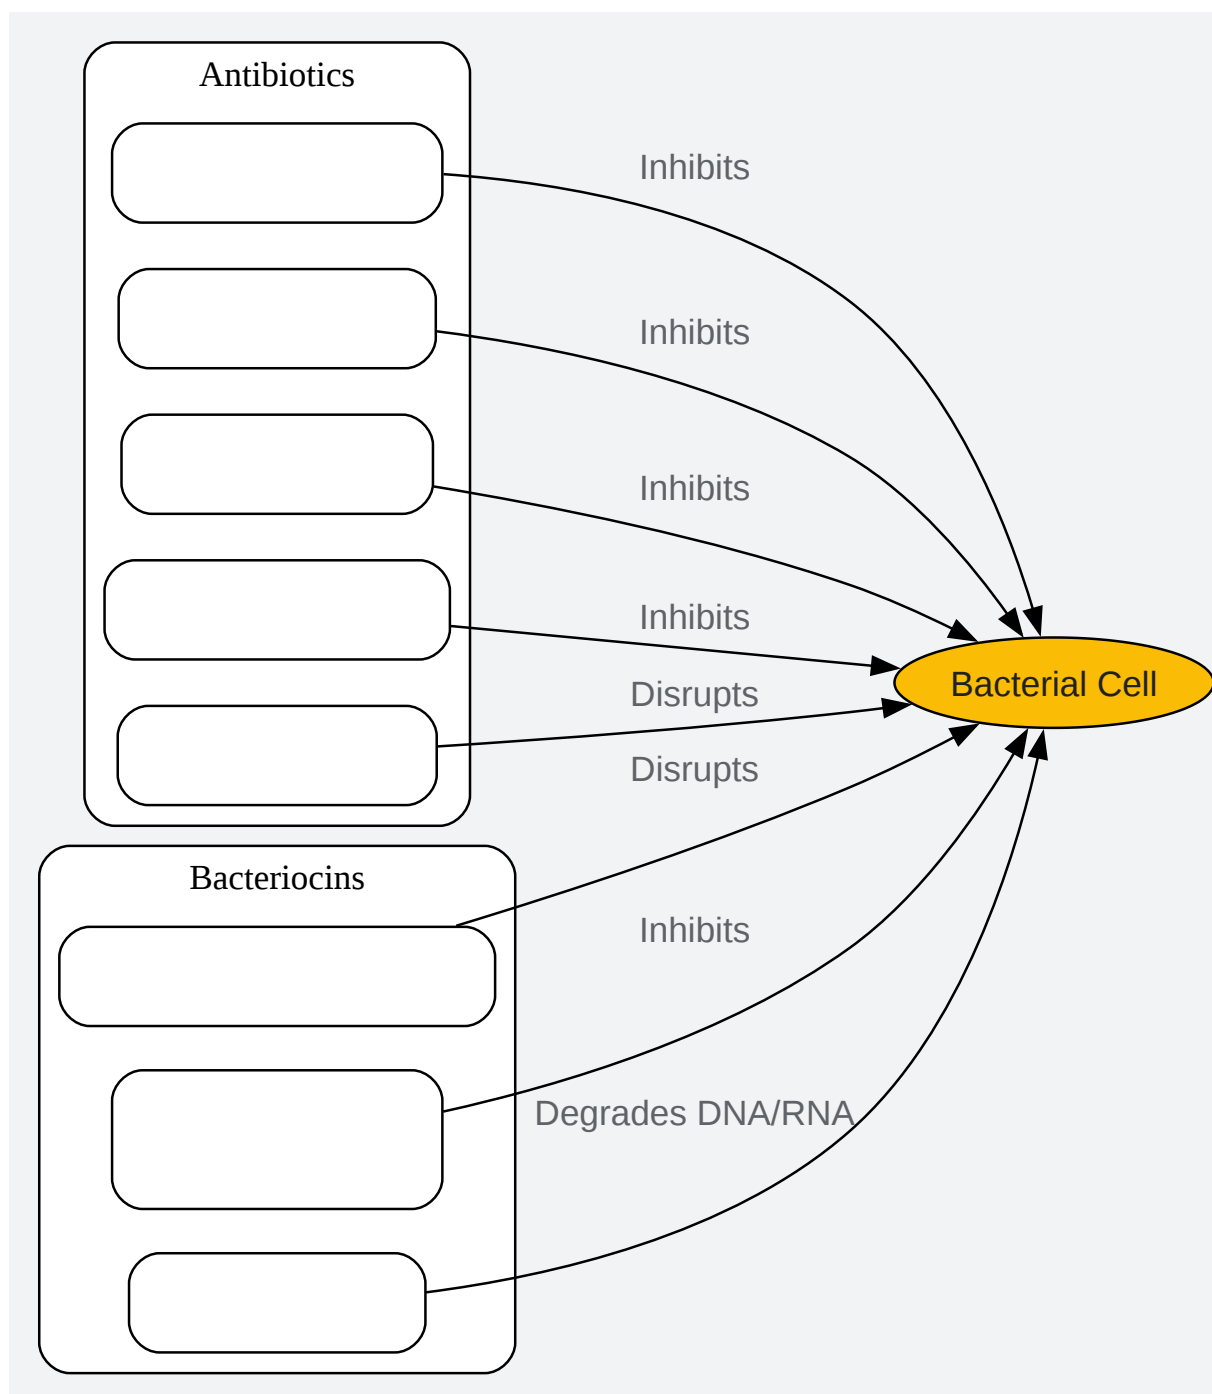 Antibiotics
Inhibits
Inhibits
Inhibits
Inhibits
Bacterial Cell
Disrupts
Disrupts
Bacteriocins
Inhibits
Degrades DNA/RNA